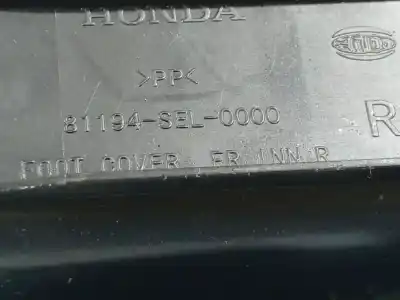 HONDA
>PP<
81194-SEL-0000
R
FOOT COVER, FR INN R